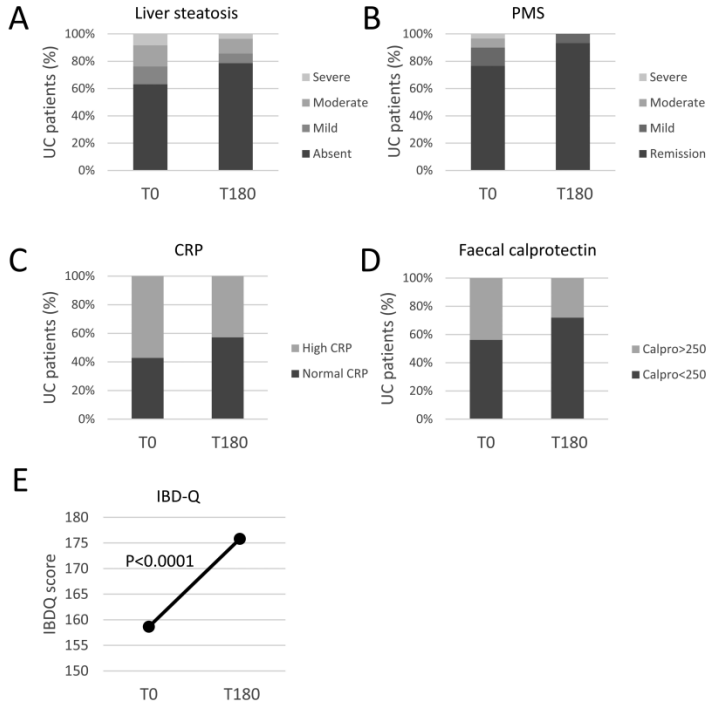 A
Liver steatosis
UC patients (%)
100%
80%
60%
40%
20%
0%
T0
T180
Severe
Moderate
Mild
Absent
B
PMS
UC patients (%)
100%
80%
60%
40%
20%
0%
T0
T180
Severe
Moderate
Mild
Remission
C
CRP
UC patients (%)
100%
80%
60%
40%
20%
0%
T0
T180
High CRP
Normal CRP
D
Faecal calprotectin
UC patients (%)
100%
80%
60%
40%
20%
0%
T0
T180
Calpro>250
Calpro<250
E
IBD-Q
IBDQ score
180
175
170
165
160
155
150
P<0.0001
T0
T180